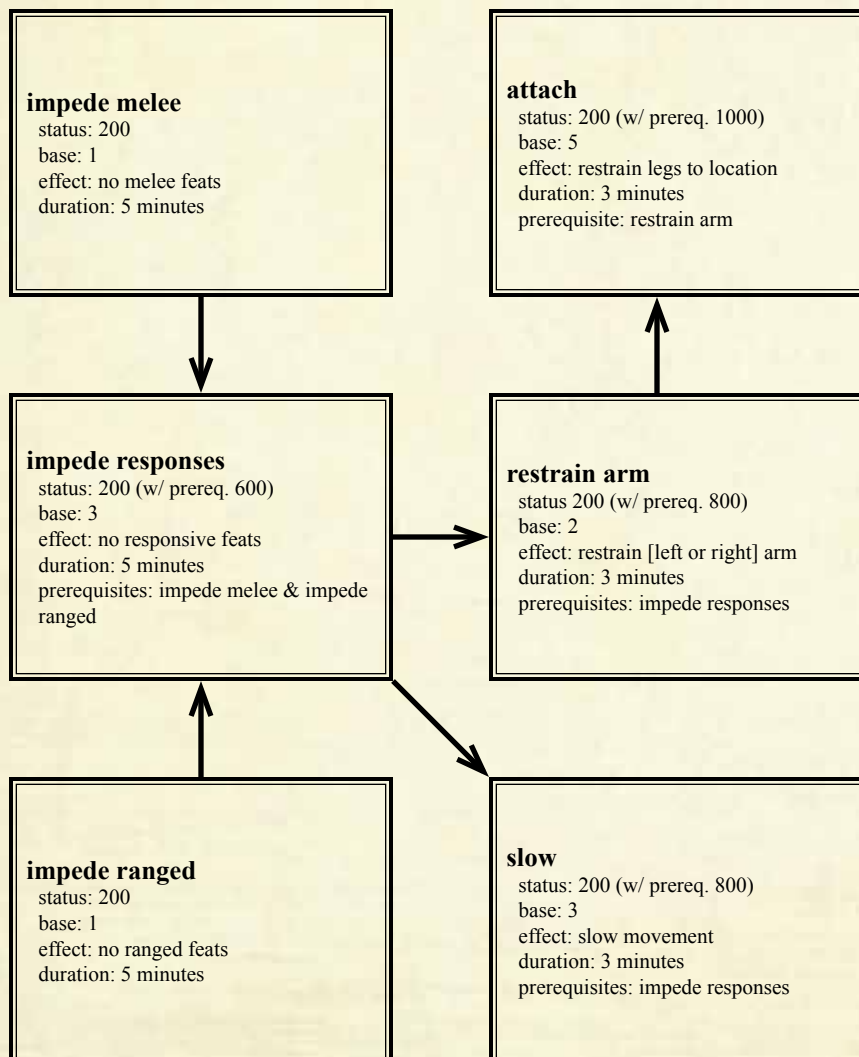 impede melee
status: 200
base: 1
effect: no melee feats
duration: 5 minutes
attach
status: 200 (w/ prereq. 1000)
base: 5
effect: restrain legs to location
duration: 3 minutes
prerequisite: restrain arm
impede responses
status: 200 (w/ prereq. 600)
base: 3
effect: no responsive feats
duration: 5 minutes
prerequisites: impede melee & impede
ranged
restrain arm
status 200 (w/ prereq. 800)
base: 2
effect: restrain [left or right] arm
duration: 3 minutes
prerequisites: impede responses
impede ranged
status: 200
base: 1
effect: no ranged feats
duration: 5 minutes
slow
status: 200 (w/ prereq. 800)
base: 3
effect: slow movement
duration: 3 minutes
prerequisites: impede responses